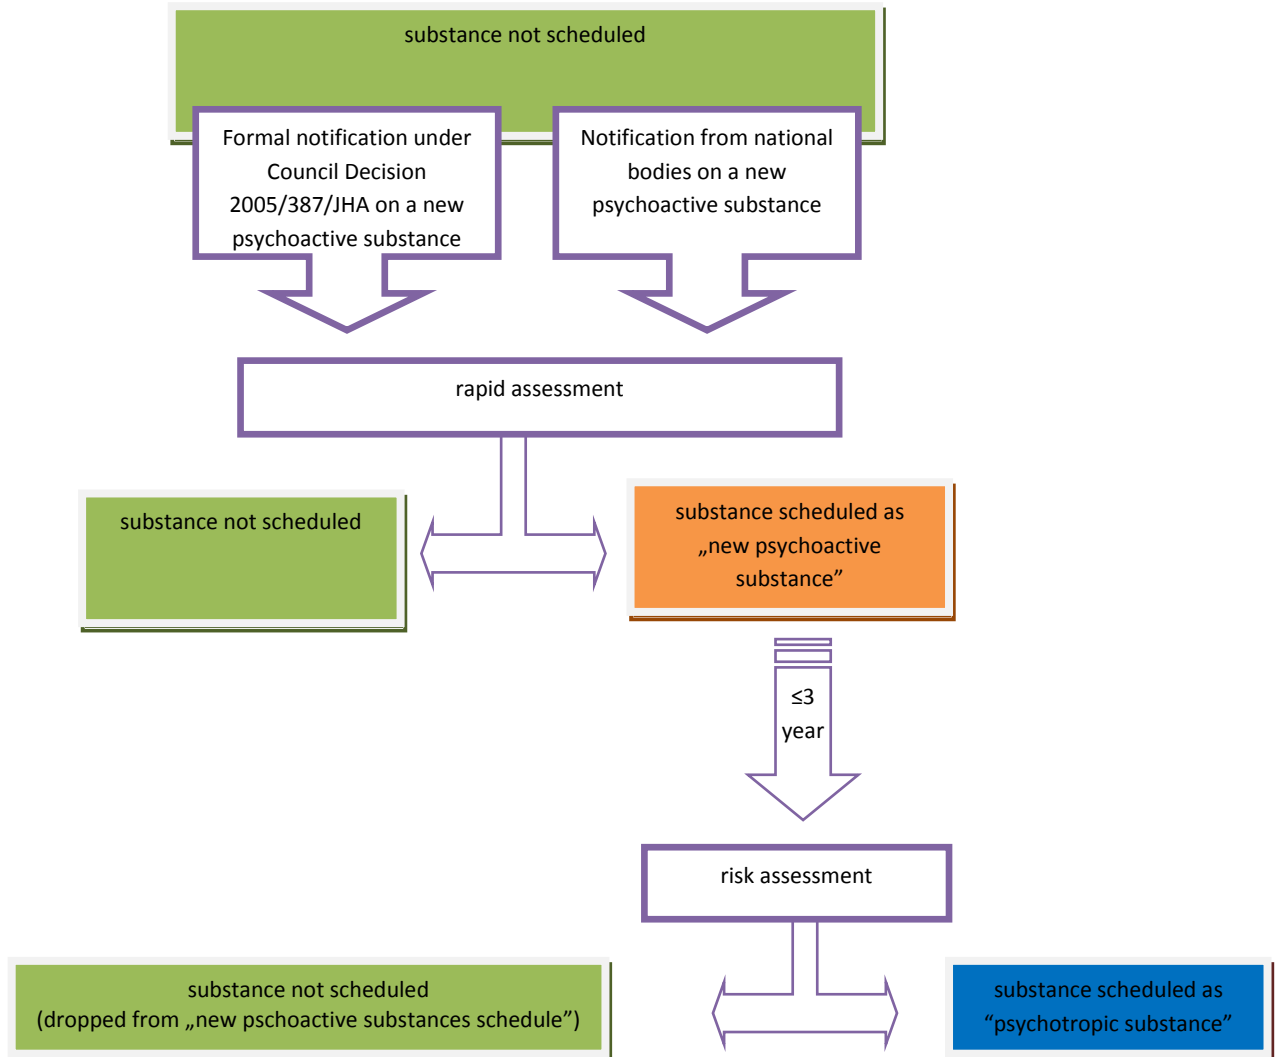 substance not scheduled
Formal notification under
Council Decision
2005/387/JHA on a new
psychoactive substance
Notification from national
bodies on a new
psychoactive substance
rapid assessment
substance not scheduled
substance scheduled as
„new psychoactive
substance”
≤3
year
risk assessment
substance not scheduled
(dropped from „new pschoactive substances schedule”)
substance scheduled as
“psychotropic substance”